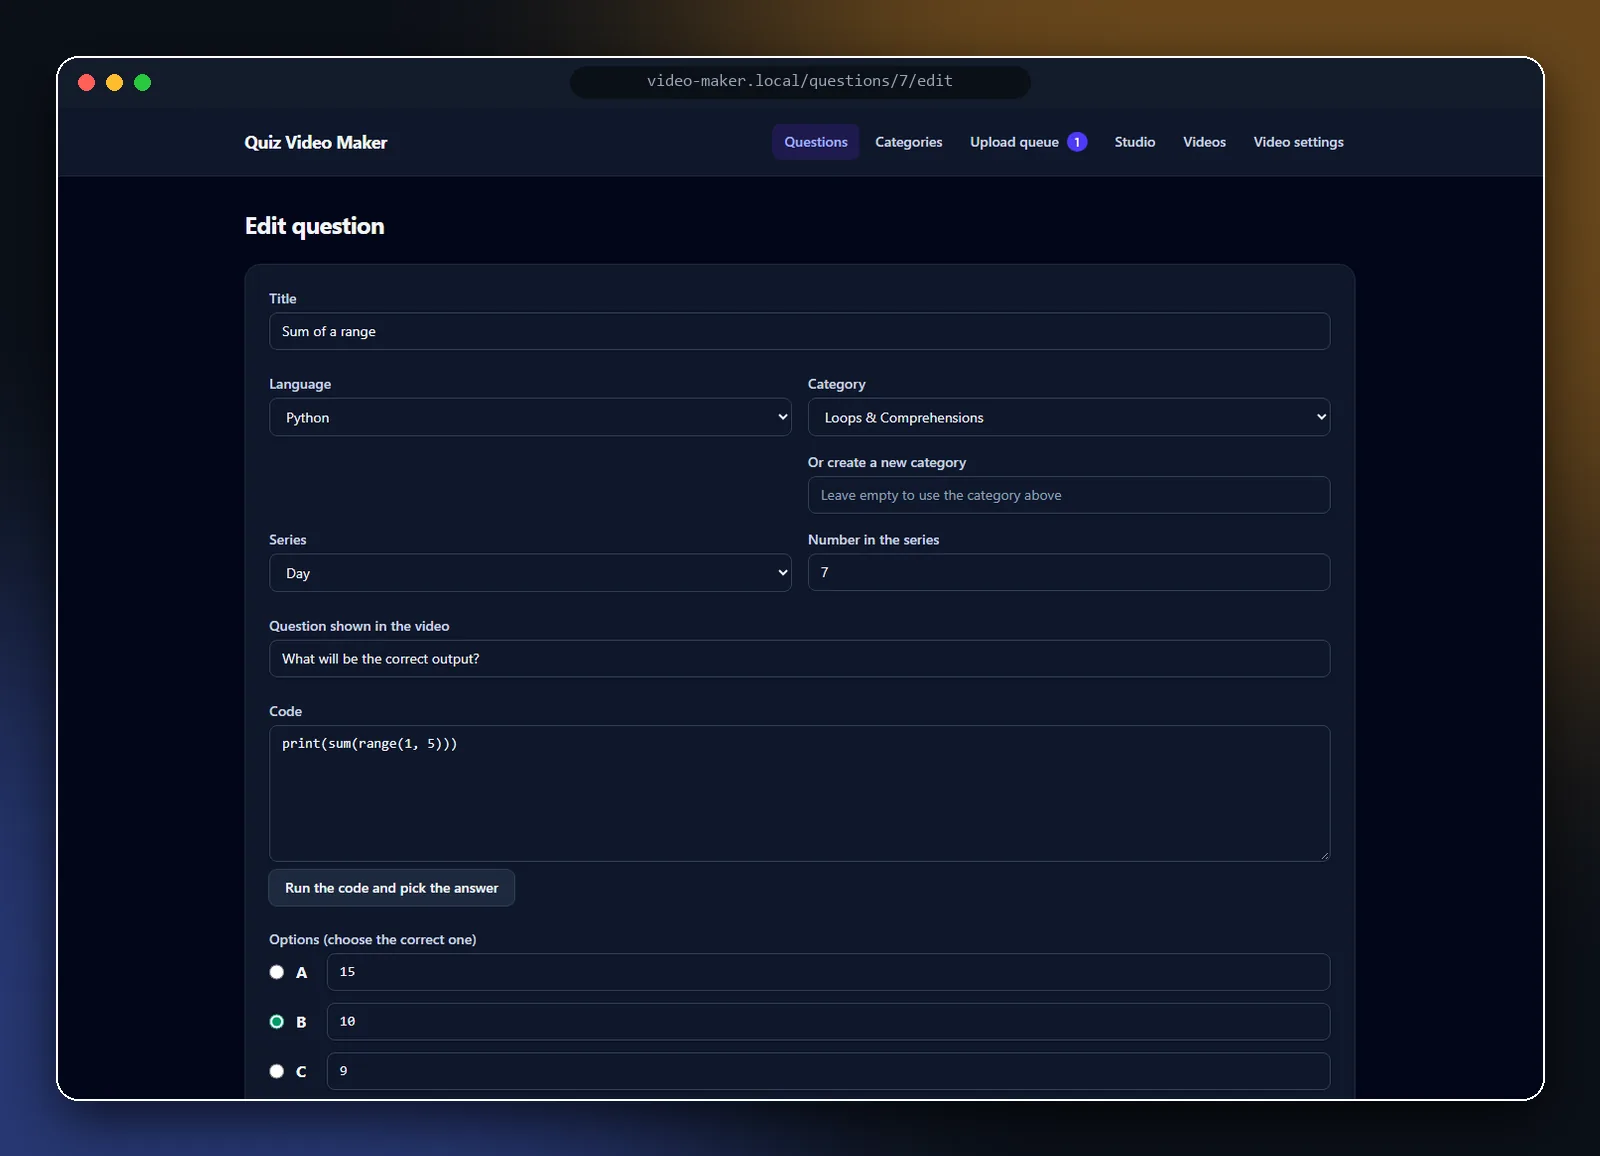 video-maker.local/questions/7/edit
Quiz Video Maker
Questions Categories Upload queue 1 Studio Videos Video settings
Edit question
Title
Sum of a range
Language Category
Python Loops & Comprehensions
Or create a new category
Leave empty to use the category above
Series Number in the series
Day 7
Question shown in the video
What will be the correct output?
Code
print(sum(range(1, 5)))
Run the code and pick the answer
Options (choose the correct one)
A 15
B 10
C 9